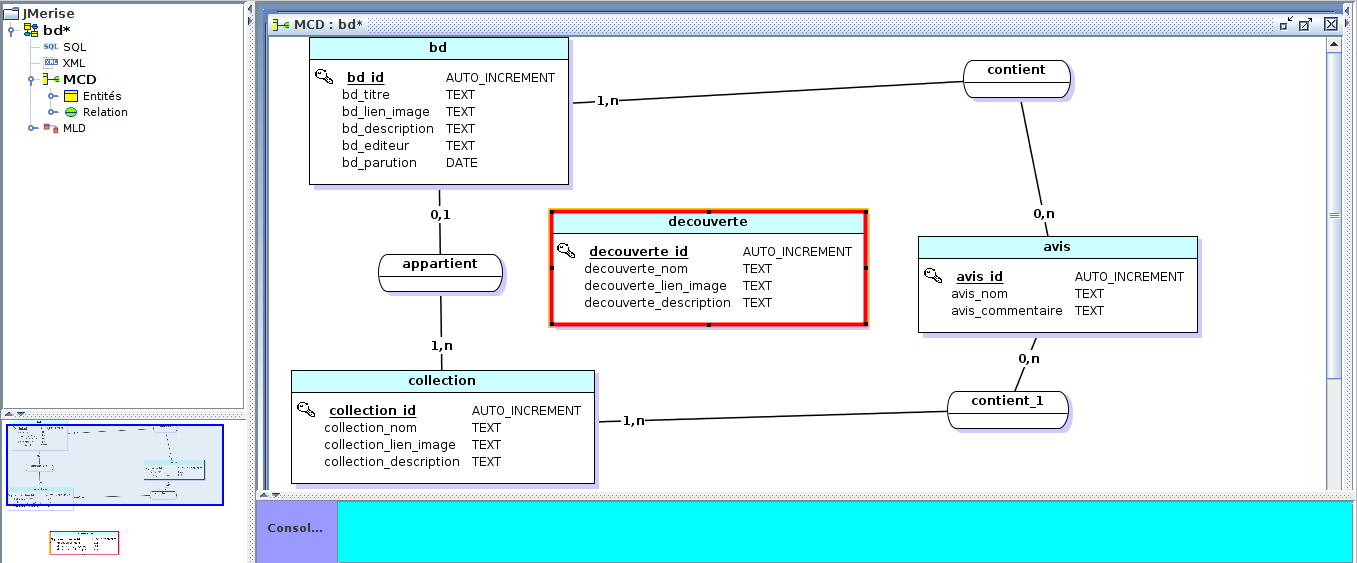 JMerise
bd*
SQL
SQL
XML
XML
MCD
Entités
Relation
MLD
MCD : bd*
bd
bd_id AUTO_INCREMENT
bd_titre TEXT
bd_lien_image TEXT
bd_description TEXT
bd_editeur TEXT
bd_parution DATE
1,n
contient
0,1
0,n
decouverte
decouverte_id AUTO_INCREMENT
decouverte_nom TEXT
decouverte_lien_image TEXT
decouverte_description TEXT
appartient
avis
avis_id AUTO_INCREMENT
avis_nom TEXT
avis_commentaire TEXT
1,n
0,n
collection
collection_id AUTO_INCREMENT
collection_nom TEXT
collection_lien_image TEXT
collection_description TEXT
1,n
contient_1
Consol...